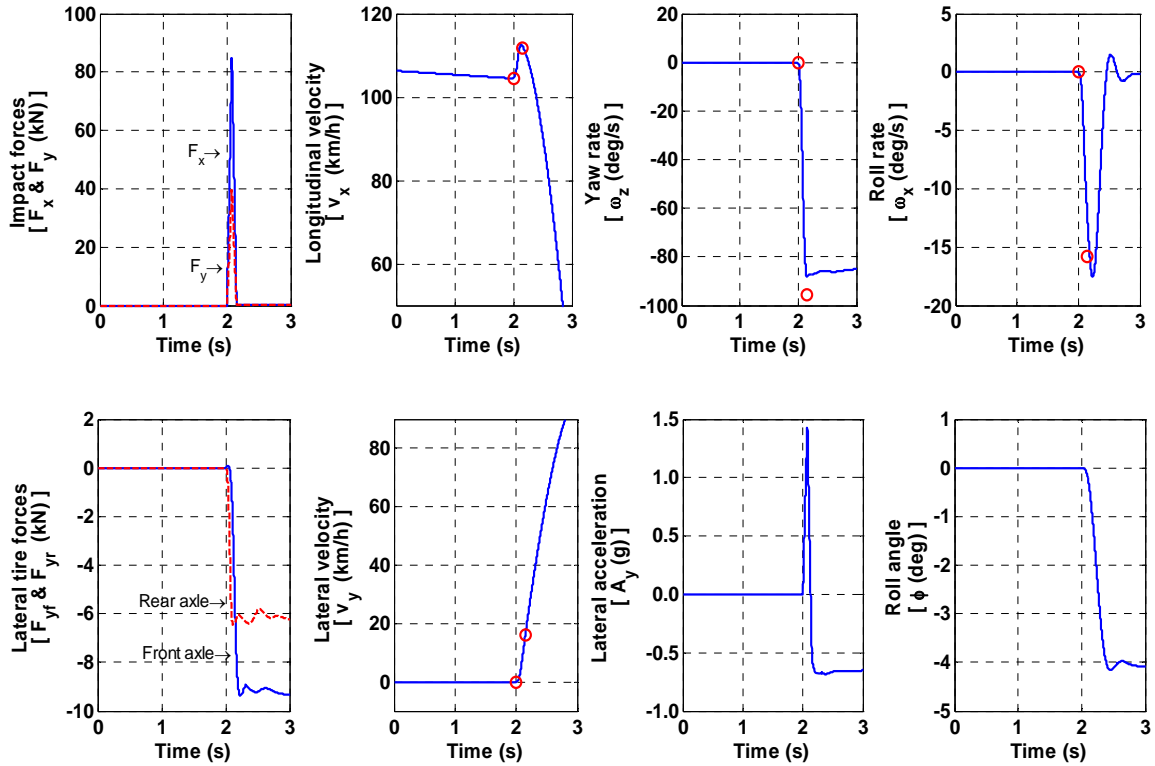 Impact forces
[ F_x & F_y (kN) ]
100
80
60
40
20
0
F_x→
F_y→
0 1 2 3
Time (s)
Longitudinal velocity
[ v_x (km/h) ]
120
100
80
60
0 1 2 3
Time (s)
Yaw rate
[ ω_z (deg/s) ]
20
0
-20
-40
-60
-80
-100
0 1 2 3
Time (s)
Roll rate
[ ω_x (deg/s) ]
5
0
-5
-10
-15
-20
0 1 2 3
Time (s)
Lateral tire forces
[ F_yf & F_yr (kN) ]
2
0
-2
-4
-6
-8
-10
Rear axle→
Front axle→
0 1 2 3
Time (s)
Lateral velocity
[ v_y (km/h) ]
80
60
40
20
0
0 1 2 3
Time (s)
Lateral acceleration
[ A_y (g) ]
1.5
1.0
0.5
0.0
-0.5
-1.0
0 1 2 3
Time (s)
Roll angle
[ ϕ (deg) ]
1
0
-1
-2
-3
-4
-5
0 1 2 3
Time (s)